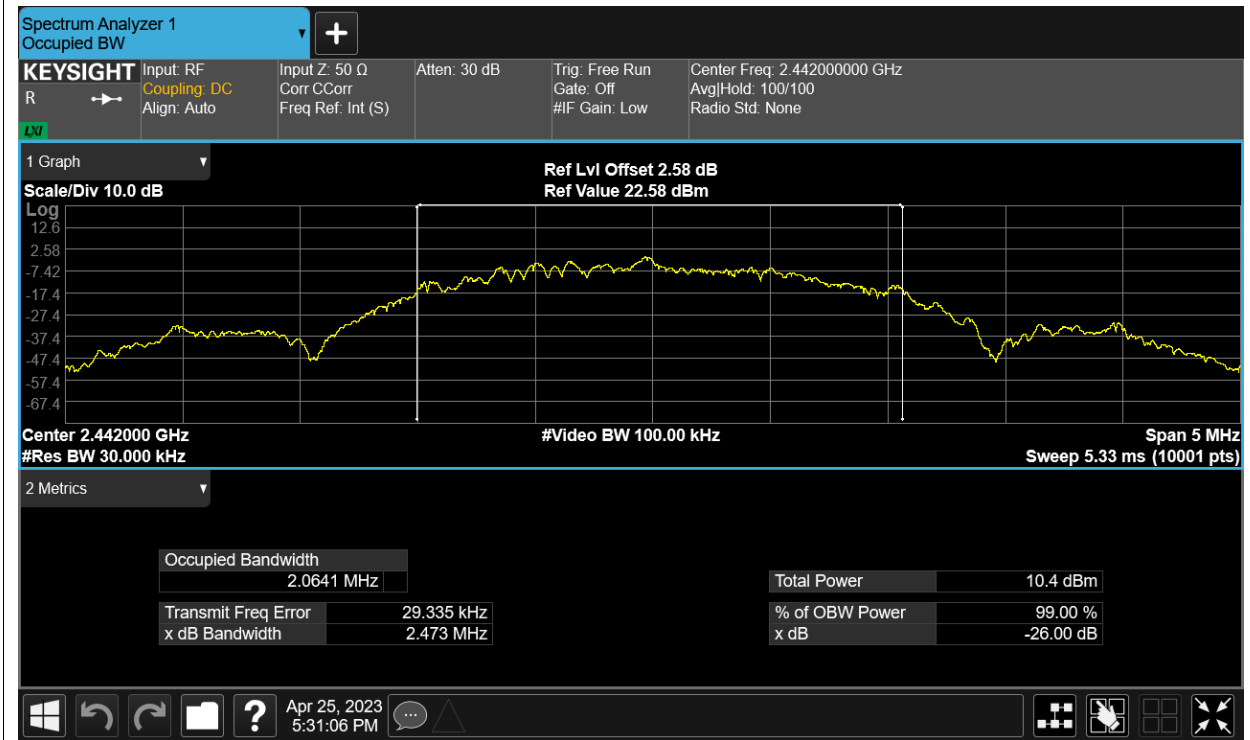 Spectrum Analyzer 1
Occupied BW
KEYSIGHT
R
LXI
Input: RF
Coupling: DC
Align: Auto
Input Z: 50 Ω
Corr CCorr
Freq Ref: Int (S)
Atten: 30 dB
Trig: Free Run
Gate: Off
#IF Gain: Low
Center Freq: 2.442000000 GHz
Avg|Hold: 100/100
Radio Std: None
1 Graph
Scale/Div 10.0 dB
Ref Lvl Offset 2.58 dB
Ref Value 22.58 dBm
Log
12.6
2.58
-7.42
-17.4
-27.4
-37.4
-47.4
-57.4
-67.4
Center 2.442000 GHz
#Res BW 30.000 kHz
#Video BW 100.00 kHz
Span 5 MHz
Sweep 5.33 ms (10001 pts)
2 Metrics
Occupied Bandwidth
2.0641 MHz
Transmit Freq Error 29.335 kHz
x dB Bandwidth 2.473 MHz
Total Power 10.4 dBm
% of OBW Power 99.00 %
x dB -26.00 dB
Apr 25, 2023
5:31:06 PM